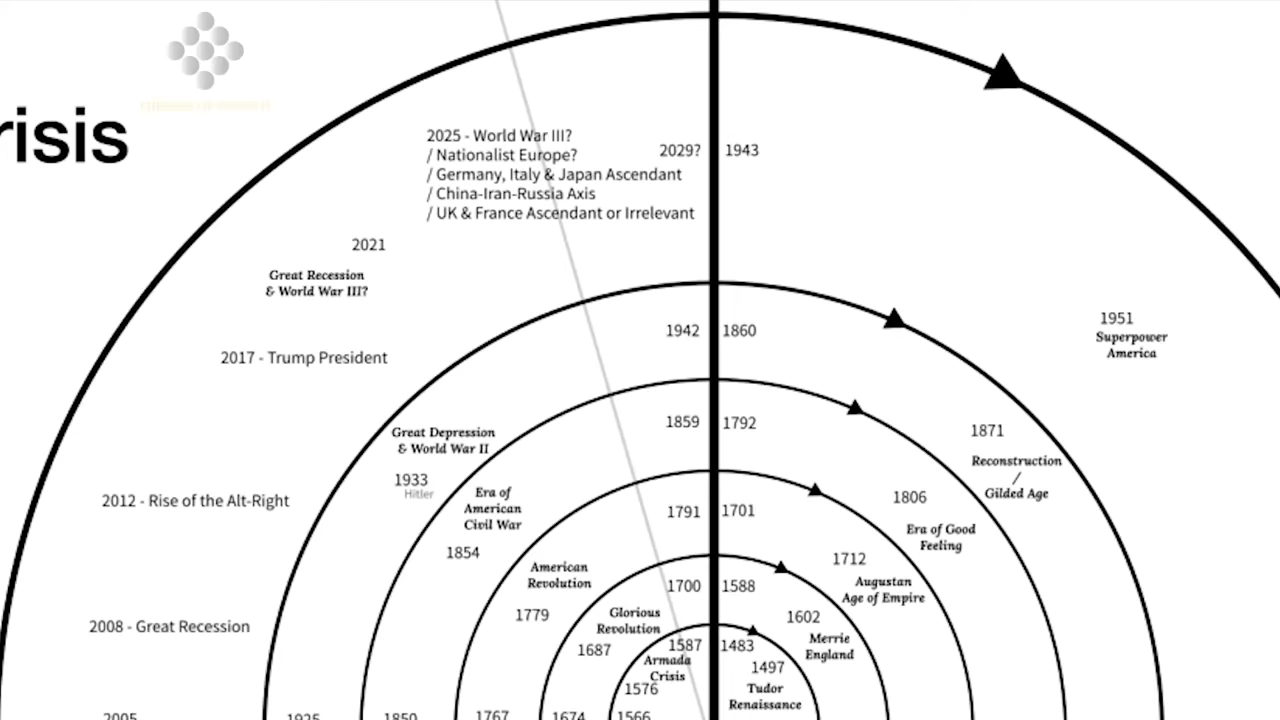 risis
2025 - World War III?
/ Nationalist Europe?
/ Germany, Italy & Japan Ascendant
/ China-Iran-Russia Axis
/ UK & France Ascendant or Irrelevant
2029?
1943
2021
Great Recession
& World War III?
2017 - Trump President
1942
1860
1951
Superpower
America
Great Depression
& World War II
1933
Hitler
1859
1792
1871
Reconstruction
/
Gilded Age
2012 - Rise of the Alt-Right
Era of
American
Civil War
1854
1791
1701
1806
Era of Good
Feeling
American
Revolution
1779
1700
1588
1712
Augustan
Age of Empire
2008 - Great Recession
Glorious
Revolution
1687
1587
1483
1602
Merrie
England
Armada
Crisis
1576
1497
Tudor
Renaissance
2005
1925
1850
1767
1674
1566